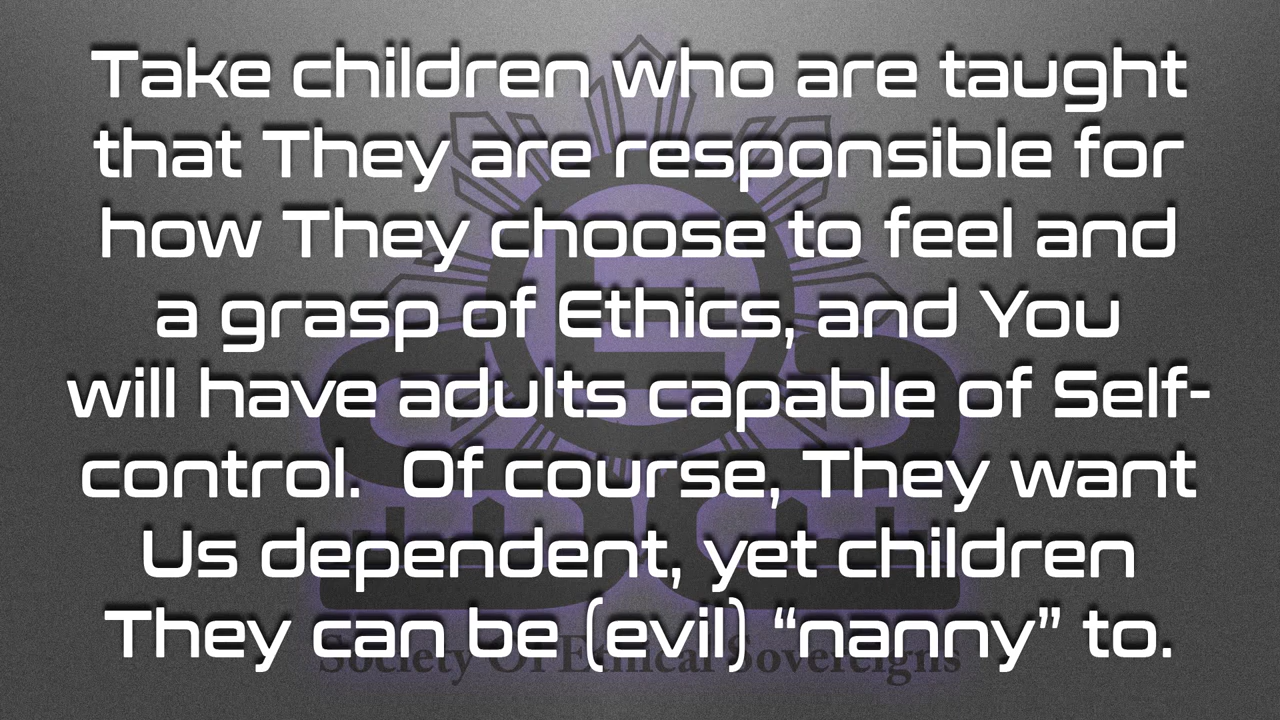 Take children who are taught
that They are responsible for
how They choose to feel and
a grasp of Ethics, and You
will have adults capable of Self-
control.  Of course, They want
Us dependent, yet children
They can be (evil) “nanny” to.
Society Of Ethical Sovereigns